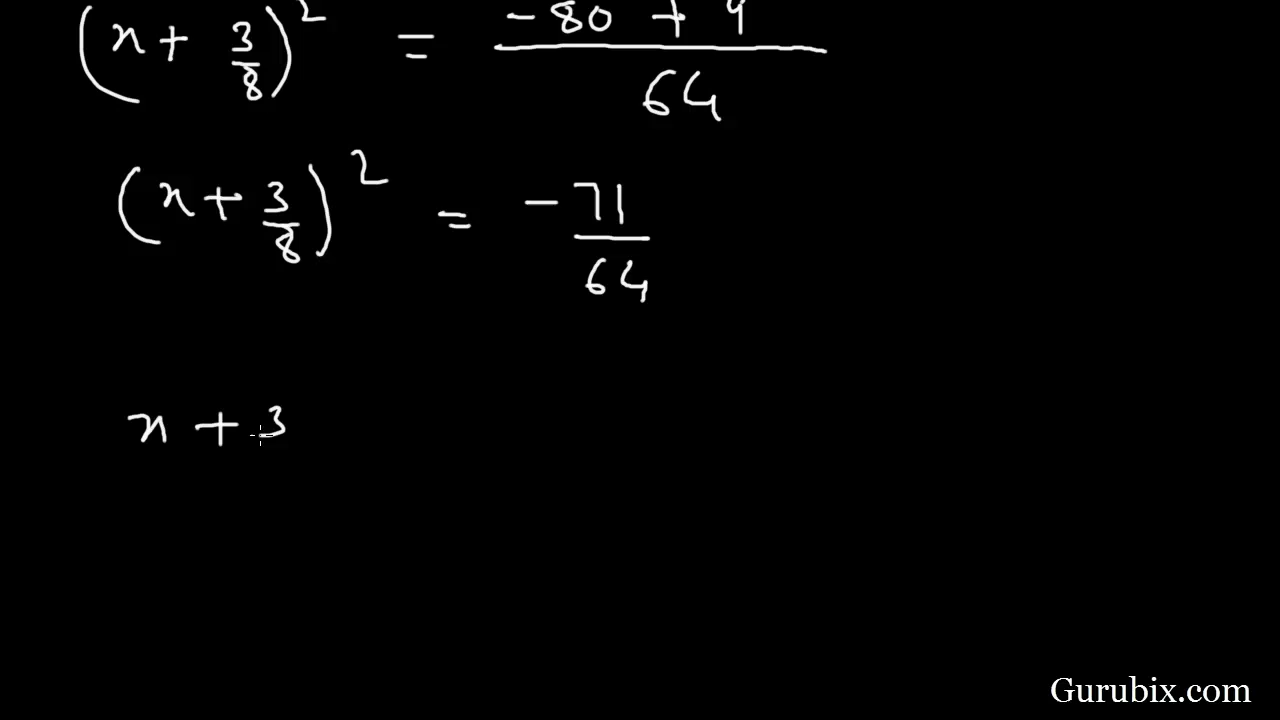 (x + 3/8)² = (-80 + 9)/64
(x + 3/8)² = -71/64
x + 3
Gurubix.com